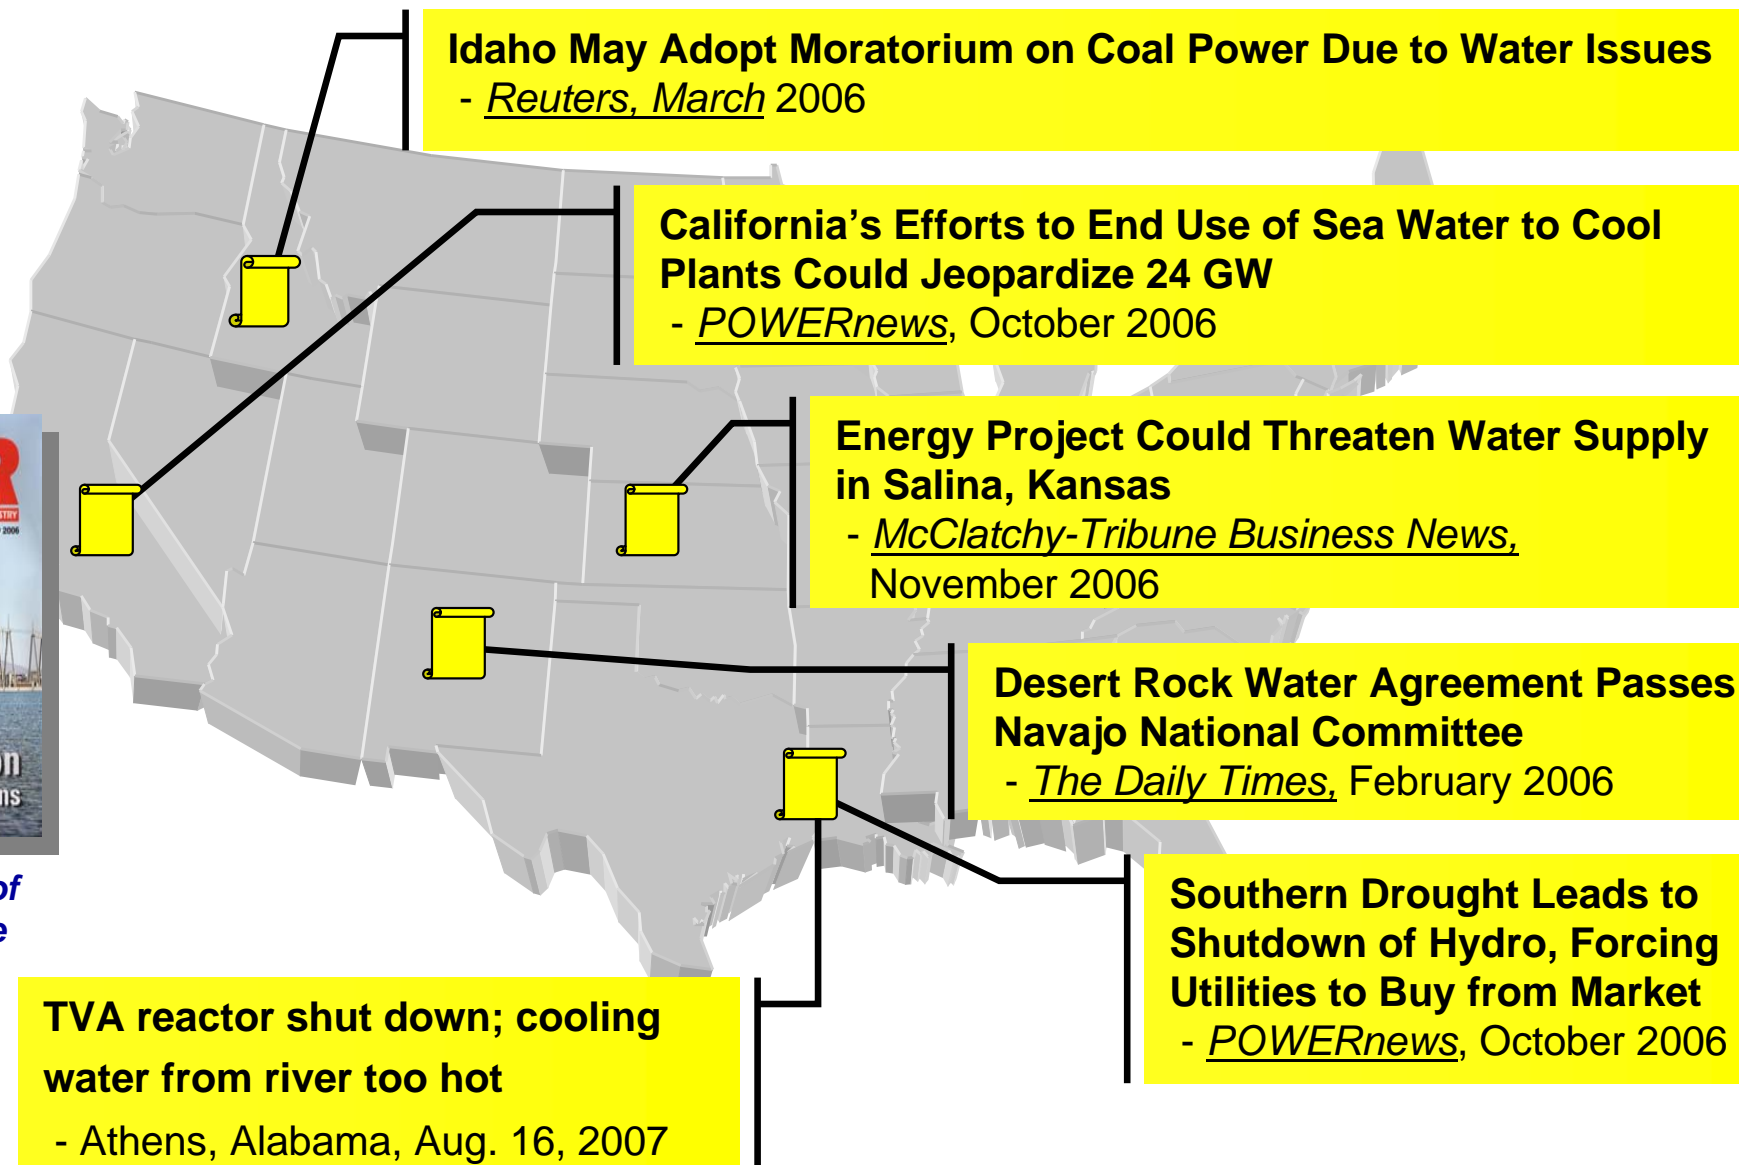 Idaho May Adopt Moratorium on Coal Power Due to Water Issues
- Reuters, March 2006
California’s Efforts to End Use of Sea Water to Cool
Plants Could Jeopardize 24 GW
- POWERnews, October 2006
R
2006
Energy Project Could Threaten Water Supply
in Salina, Kansas
- McClatchy-Tribune Business News,
November 2006
Desert Rock Water Agreement Passes
Navajo National Committee
- The Daily Times, February 2006
on
ns
of
e
Southern Drought Leads to
Shutdown of Hydro, Forcing
Utilities to Buy from Market
- POWERnews, October 2006
TVA reactor shut down; cooling
water from river too hot
- Athens, Alabama, Aug. 16, 2007